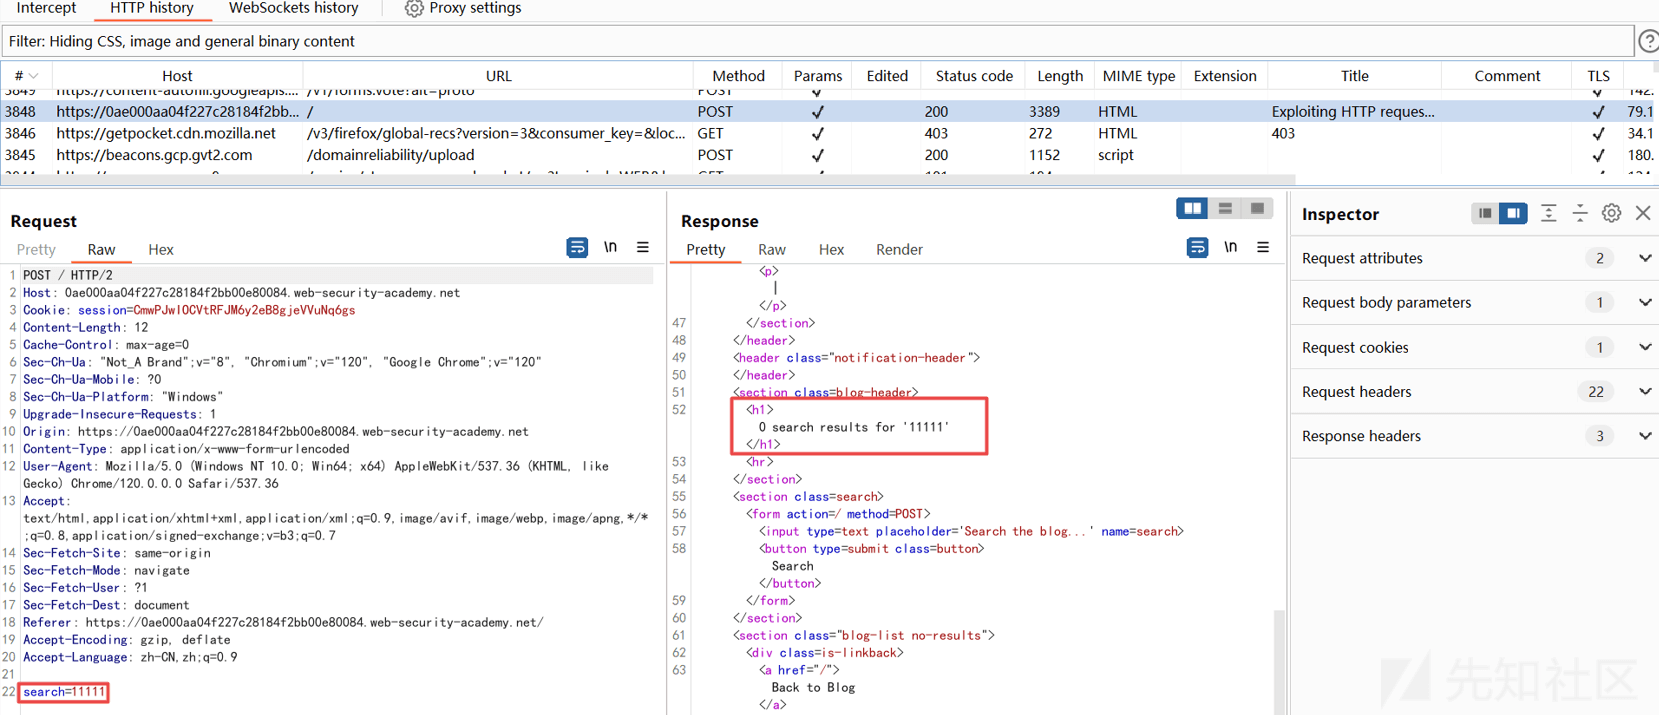 Intercept HTTP history WebSockets history Proxy settings
Filter: Hiding CSS, image and general binary content
# Host URL Method Params Edited Status code Length MIME type Extension Title Comment TLS
3849 https://content-autofill.googleapis.... /v1/forms:vote?alt=proto POST ✓ ✓ 142.
3848 https://0ae000aa04f227c28184f2bb... / POST ✓ 200 3389 HTML Exploiting HTTP reques... ✓ 79.1
3846 https://getpocket.cdn.mozilla.net /v3/firefox/global-recs?version=3&consumer_key=&loc... GET ✓ 403 272 HTML 403 ✓ 34.1
3845 https://beacons.gcp.gvt2.com /domainreliability/upload POST ✓ 200 1152 script ✓ 180.
Request
Pretty Raw Hex \n
1 POST / HTTP/2
2 Host: 0ae000aa04f227c28184f2bb00e80084.web-security-academy.net
3 Cookie: session=CmwPJwIOCVtRFJM6y2eB8gjeVVuNq6gs
4 Content-Length: 12
5 Cache-Control: max-age=0
6 Sec-Ch-Ua: "Not_A Brand";v="8", "Chromium";v="120", "Google Chrome";v="120"
7 Sec-Ch-Ua-Mobile: ?0
8 Sec-Ch-Ua-Platform: "Windows"
9 Upgrade-Insecure-Requests: 1
10 Origin: https://0ae000aa04f227c28184f2bb00e80084.web-security-academy.net
11 Content-Type: application/x-www-form-urlencoded
12 User-Agent: Mozilla/5.0 (Windows NT 10.0; Win64; x64) AppleWebKit/537.36 (KHTML, like
Gecko) Chrome/120.0.0.0 Safari/537.36
13 Accept:
text/html,application/xhtml+xml,application/xml;q=0.9,image/avif,image/webp,image/apng,*/*
;q=0.8,application/signed-exchange;v=b3;q=0.7
14 Sec-Fetch-Site: same-origin
15 Sec-Fetch-Mode: navigate
16 Sec-Fetch-User: ?1
17 Sec-Fetch-Dest: document
18 Referer: https://0ae000aa04f227c28184f2bb00e80084.web-security-academy.net/
19 Accept-Encoding: gzip, deflate
20 Accept-Language: zh-CN,zh;q=0.9
21
22 search=11111
Response
Pretty Raw Hex Render \n
<p>
|
</p>
47 </section>
48 </header>
49 <header class="notification-header">
50 </header>
51 <section class=blog-header>
52 <h1>
0 search results for '11111'
</h1>
53 <hr>
54 </section>
55 <section class=search>
56 <form action=/ method=POST>
57 <input type=text placeholder='Search the blog...' name=search>
58 <button type=submit class=button>
Search
</button>
59 </form>
60 </section>
61 <section class="blog-list no-results">
62 <div class=is-linkback>
63 <a href="/">
Back to Blog
</a>
Inspector
Request attributes 2
Request body parameters 1
Request cookies 1
Request headers 22
Response headers 3
先知社区